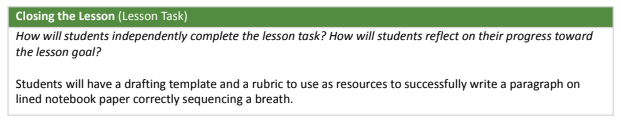 Closing the Lesson (Lesson Task)
How will students independently complete the lesson task? How will students reflect on their progress toward
the lesson goal?
Students will have a drafting template and a rubric to use as resources to successfully write a paragraph on
lined notebook paper correctly sequencing a breath.